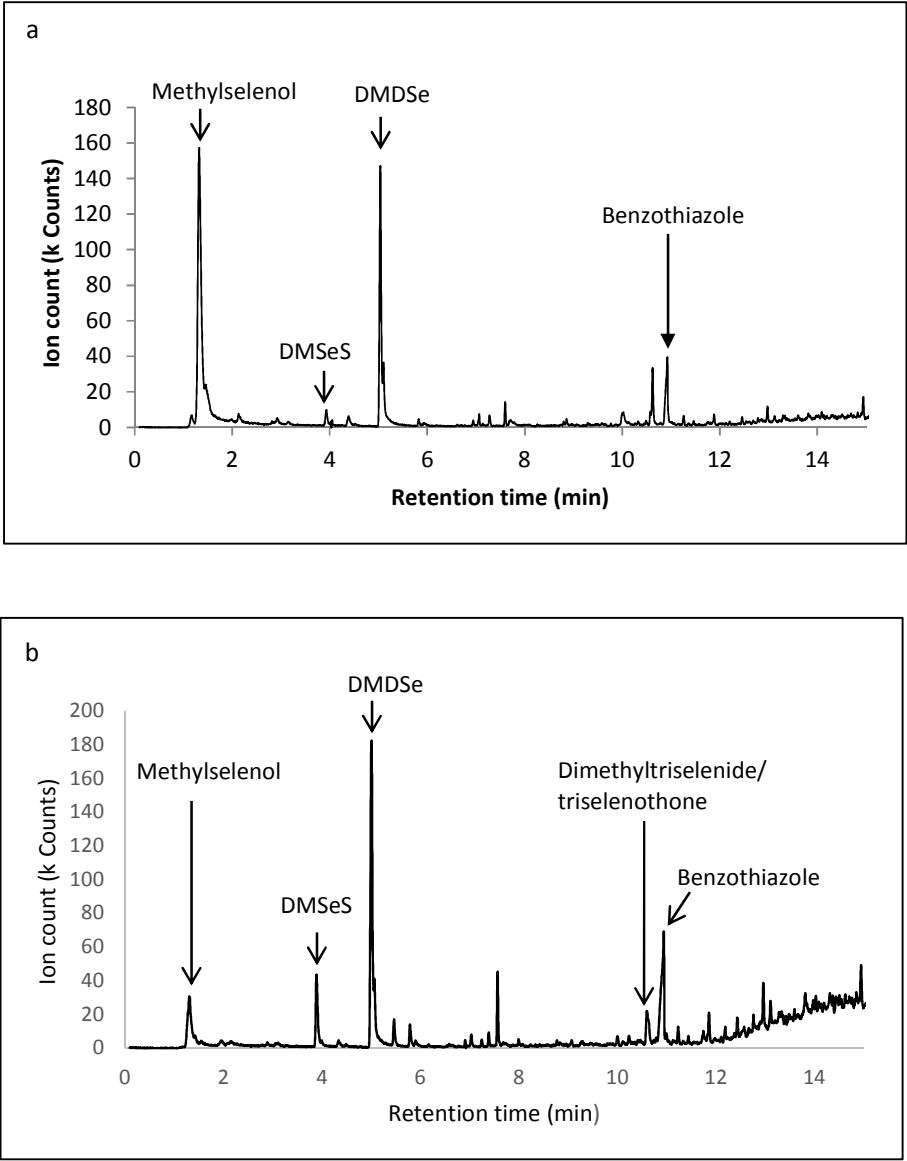 a
Methylselenol
DMDSe
180
160
140
120
100
80
60
40
20
0
Ion count (k Counts)
Benzothiazole
DMSeS
0 2 4 6 8 10 12 14
Retention time (min)
b
DMDSe
200
180
160
140
120
100
80
60
40
20
0
Ion count (k Counts)
Methylselenol
Dimethyltriselenide/
triselenothone
Benzothiazole
DMSeS
0 2 4 6 8 10 12 14
Retention time (min)